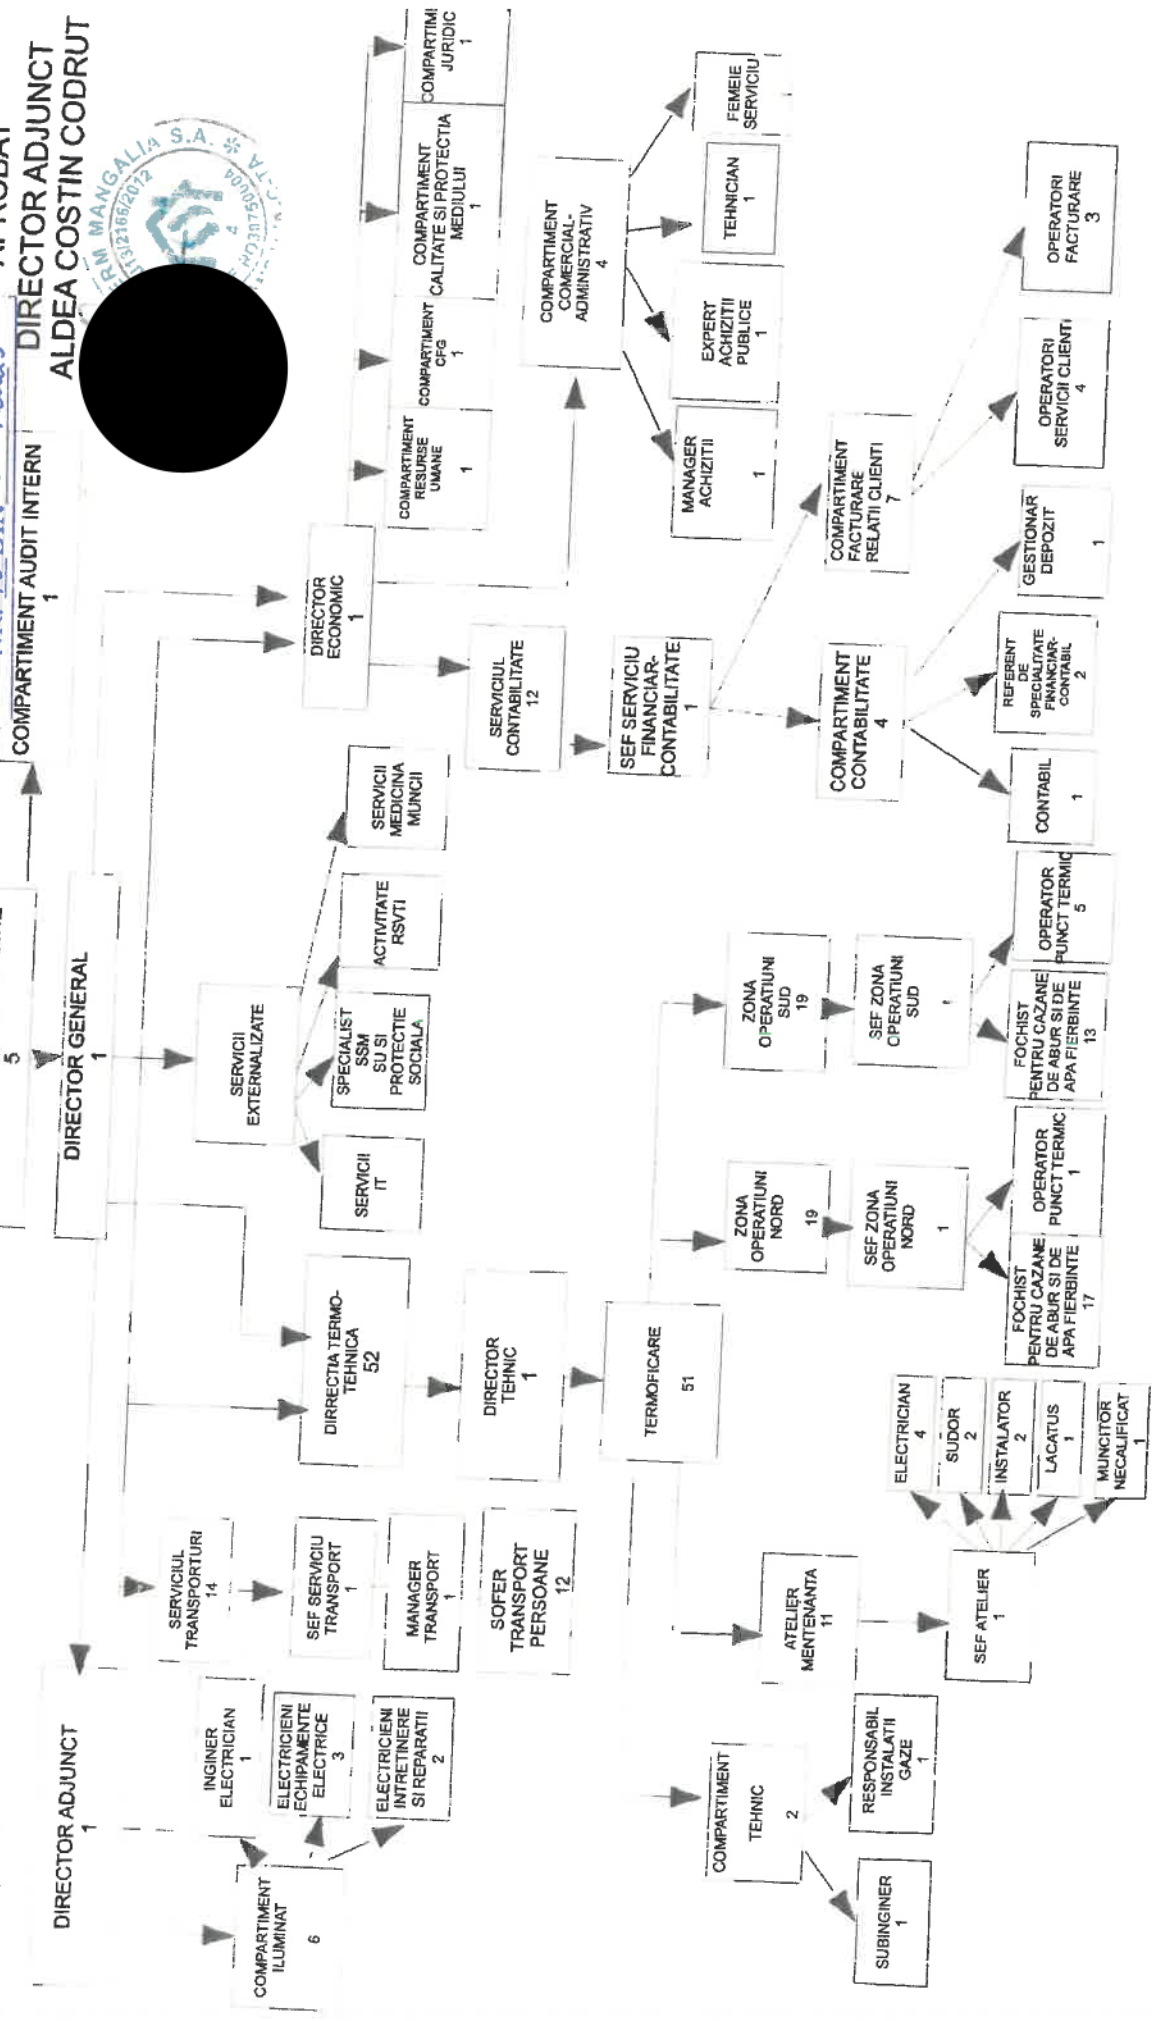 DIRECTOR ADJUNCT
ALDEA COSTIN CODRUT
RM MANGALIA S.A.
COMPARTIMENT AUDIT INTERN
1
5
DIRECTOR GENERAL
1
DIRECTOR ADJUNCT
1
COMPARTIMENT
ILUMINAT
6
INGINER
ELECTRICIAN
1
ELECTRICIENI
ECHIPAMENTE
ELECTRICE
3
ELECTRICIENI
INTRETINERE
SI REPARATII
2
SERVICIUL
TRANSPORTURI
14
SEF SERVICIU
TRANSPORT
1
MANAGER
TRANSPORT
1
SOFER
TRANSPORT
PERSOANE
12
DIRRECTIA TERMO-
TEHNICA
52
DIRECTOR
TEHNIC
1
TERMOFICARE
51
COMPARTIMENT
TEHNIC
2
SUBINGINER
1
RESPONSABIL
INSTALATII
GAZE
1
ATELIER
MENTENANTA
11
SEF ATELIER
1
ELECTRICIAN
4
SUDOR
2
INSTALATOR
2
LACATUS
1
MUNCITOR
NECALIFICAT
1
ZONA
OPERATIUNI
NORD
19
SEF ZONA
OPERATIUNI
NORD
1
FOCHIST
PENTRU CAZANE
DE ABUR SI DE
APA FIERBINTE
17
OPERATOR
PUNCT TERMIC
1
ZONA
OPERATIUNI
SUD
19
SEF ZONA
OPERATIUNI
SUD
FOCHIST
PENTRU CAZANE
DE ABUR SI DE
APA FIERBINTE
13
OPERATOR
PUNCT TERMIC
5
SERVICII
EXTERNALIZATE
SERVICII
IT
SPECIALIST
SSM
SU SI
PROTECTIE
SOCIALA
ACTIVITATE
RSVTI
SERVICII
MEDICINA
MUNCII
DIRECTOR
ECONOMIC
1
COMPARTIMENT
RESURSE
UMANE
1
COMPARTIMENT
CFG
1
COMPARTIMENT
CALITATE SI PROTECTIA
MEDIULUI
1
COMPARTIM
JURIDIC
1
SERVICIUL
CONTABILITATE
12
SEF SERVICIU
FINANCIAR-
CONTABILITATE
1
COMPARTIMENT
COMERCIAL-
ADMINISTRATIV
4
MANAGER
ACHIZITII
1
EXPERT
ACHIZITII
PUBLICE
1
TEHNICIAN
1
FEMEIE
SERVICIU
COMPARTIMENT
CONTABILITATE
4
CONTABIL
1
REFERENT
DE
SPECIALITATE
FINANCIAR-
CONTABIL
2
GESTIONAR
DEPOZIT
1
COMPARTIMENT
FACTURARE
RELATII CLIENTI
7
OPERATORI
SERVICII CLIENTI
4
OPERATORI
FACTURARE
3